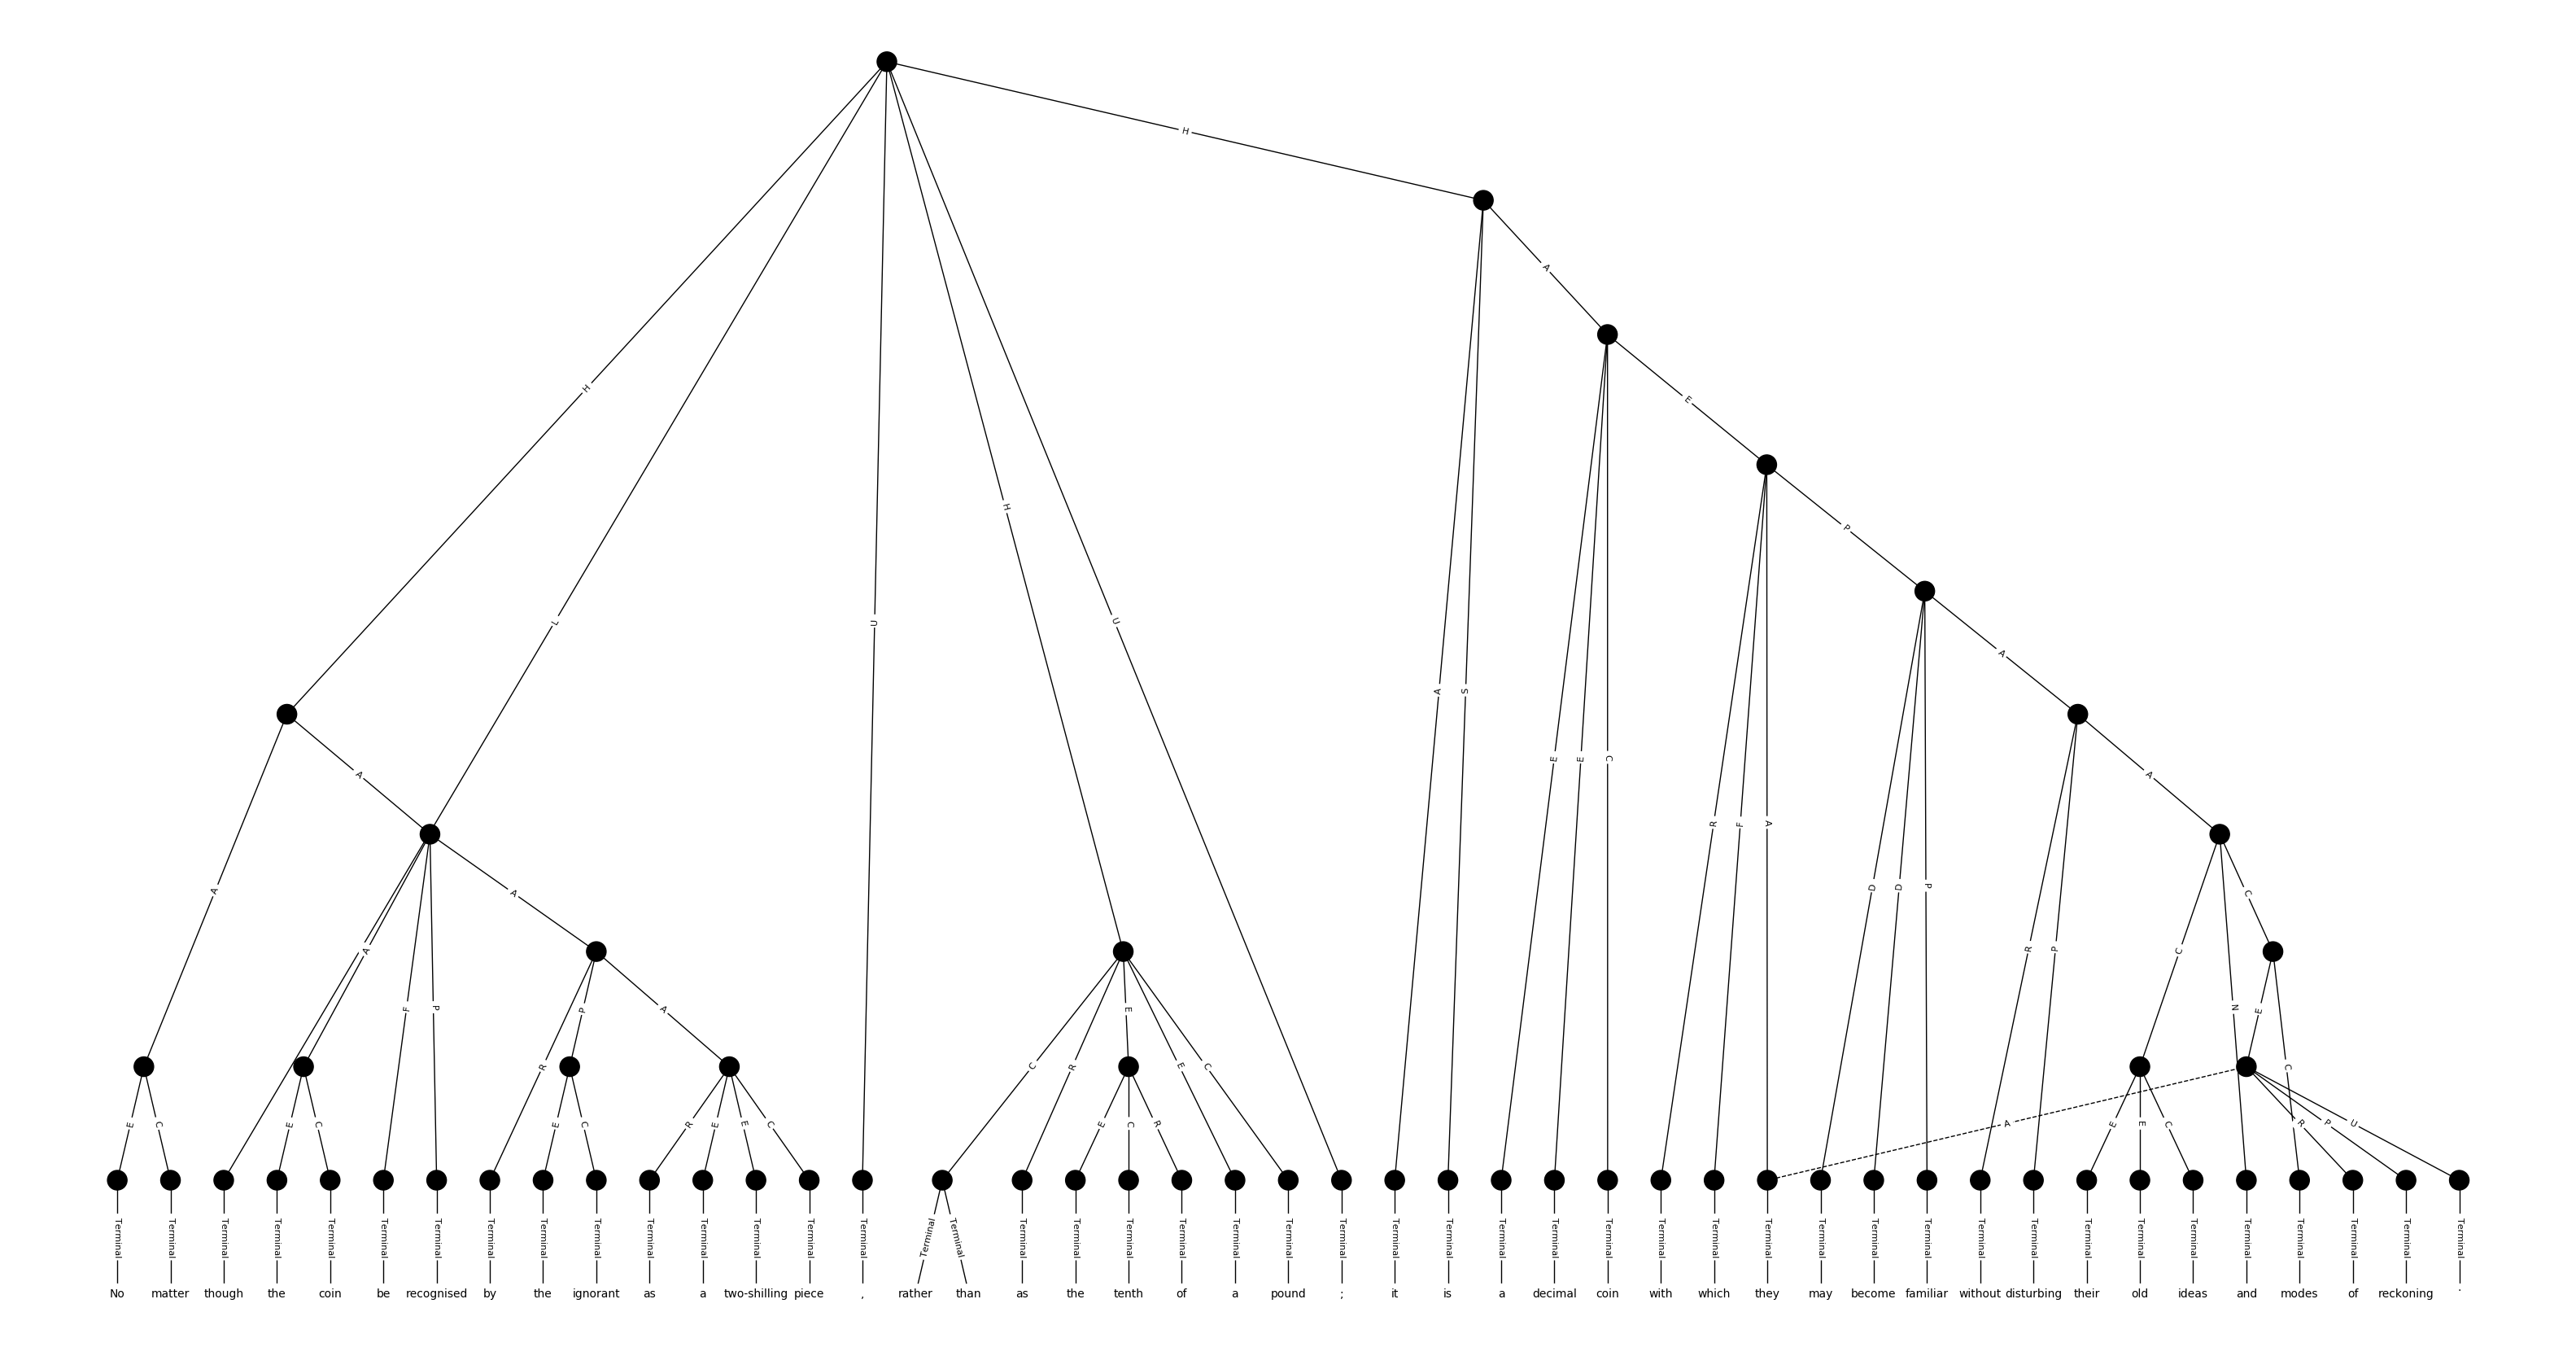 H
H
A
E
H
P
L
U
U
A
A
S
A
A
E
E
C
R
F
A
D
D
P
A
A
C
A
R
P
C
F
P
P
E
A
N
E
R
C
R
E
C
C
A
E
C
E
C
R
E
E
C
E
C
R
A
E
E
C
R
P
U
Terminal Terminal Terminal Terminal Terminal Terminal Terminal Terminal Terminal Terminal Terminal Terminal Terminal Terminal Terminal Terminal Terminal Terminal Terminal Terminal Terminal Terminal Terminal Terminal Terminal Terminal Terminal Terminal Terminal Terminal Terminal Terminal Terminal Terminal Terminal Terminal Terminal Terminal Terminal Terminal Terminal Terminal Terminal Terminal Terminal
No matter though the coin be recognised by the ignorant as a two-shilling piece , rather than as the tenth of a pound ; it is a decimal coin with which they may become familiar without disturbing their old ideas and modes of reckoning .